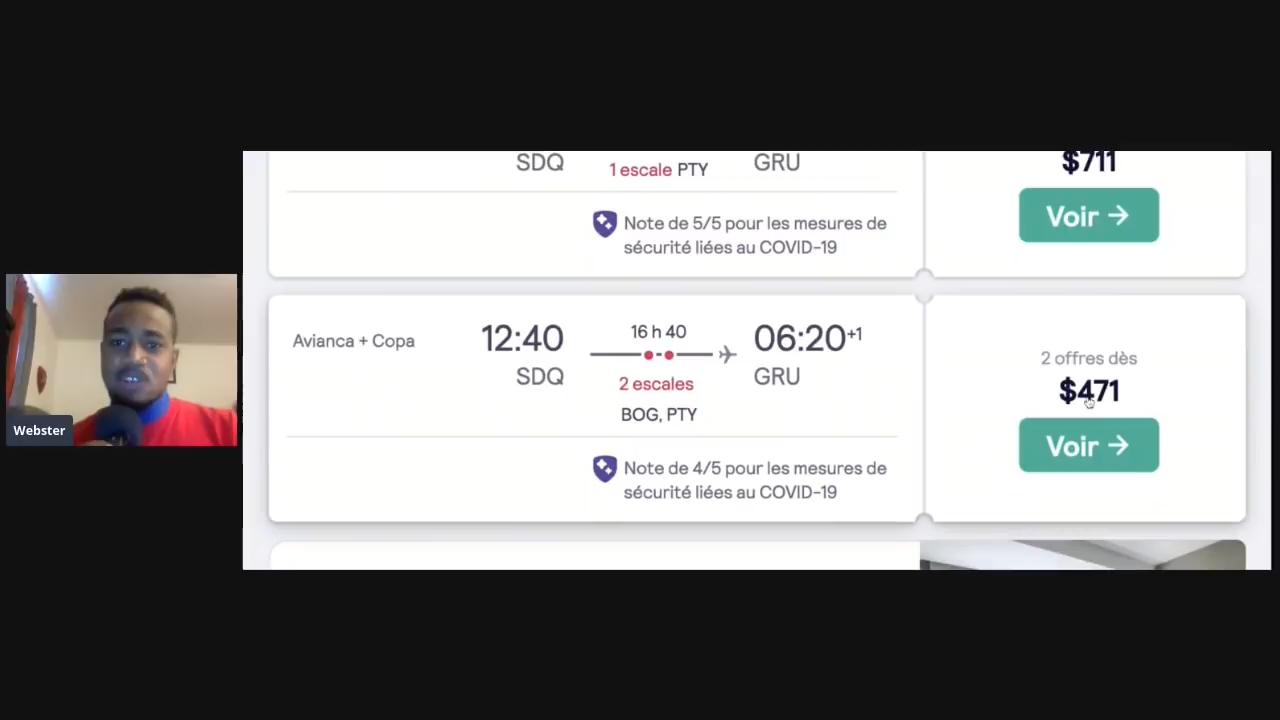 SDQ
1 escale PTY
GRU
$711
Voir →
Note de 5/5 pour les mesures de
sécurité liées au COVID-19
Avianca + Copa
12:40
SDQ
16 h 40
2 escales
BOG, PTY
06:20+1
GRU
2 offres dès
$471
Voir →
Note de 4/5 pour les mesures de
sécurité liées au COVID-19
Webster